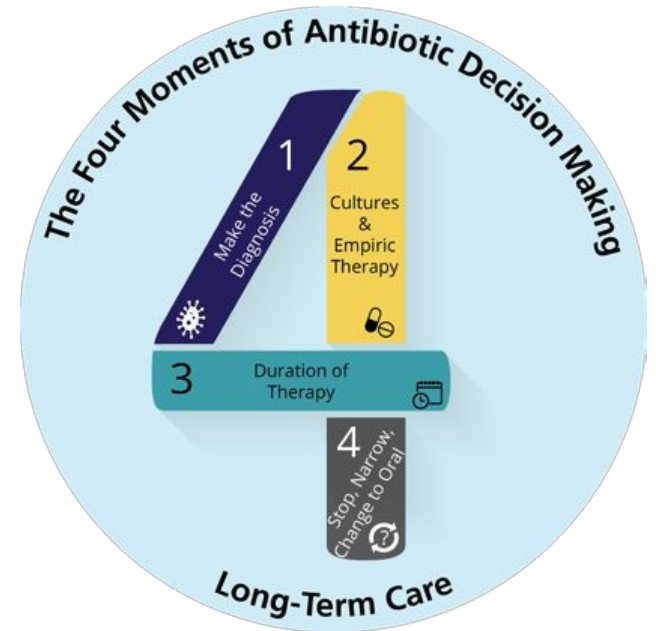 The Four Moments of Antibiotic Decision Making
1
Make the
Diagnosis
2
Cultures
&
Empiric
Therapy
3
Duration of
Therapy
4
Stop, Narrow,
Change to Oral
?
Long-Term Care